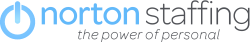 norton staffing
the power of personal